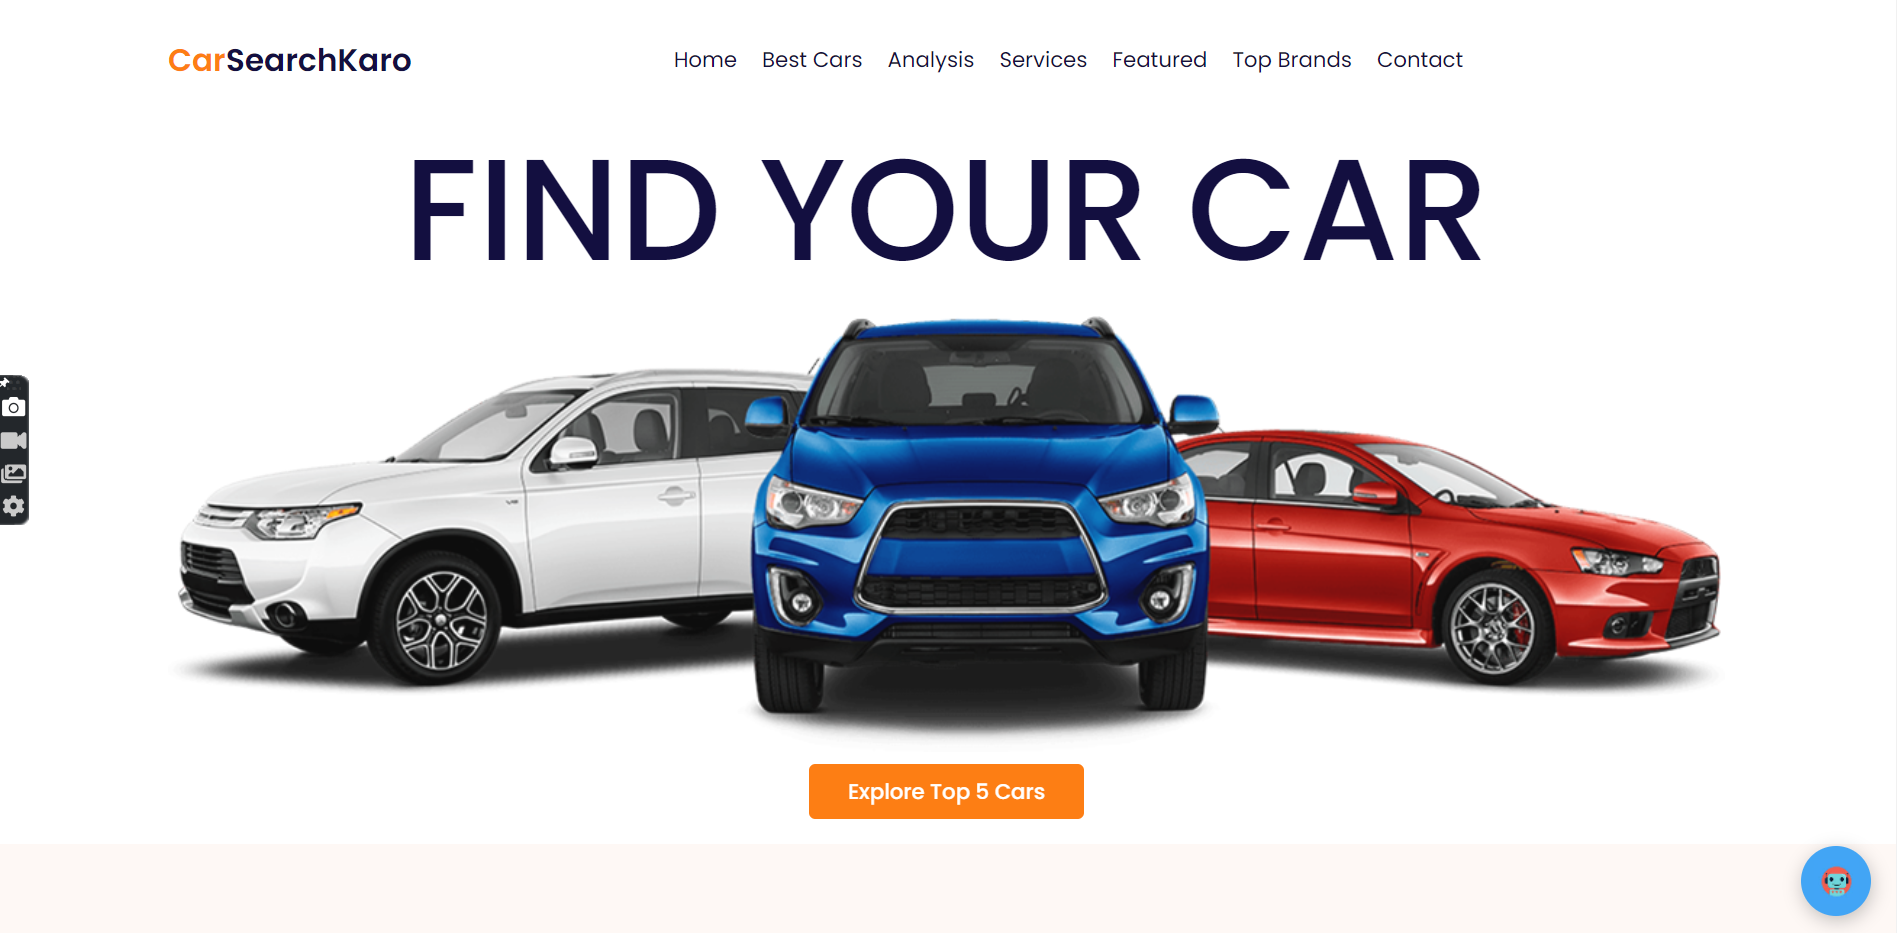 CarSearchKaro
Home Best Cars Analysis Services Featured Top Brands Contact
FIND YOUR CAR
Explore Top 5 Cars